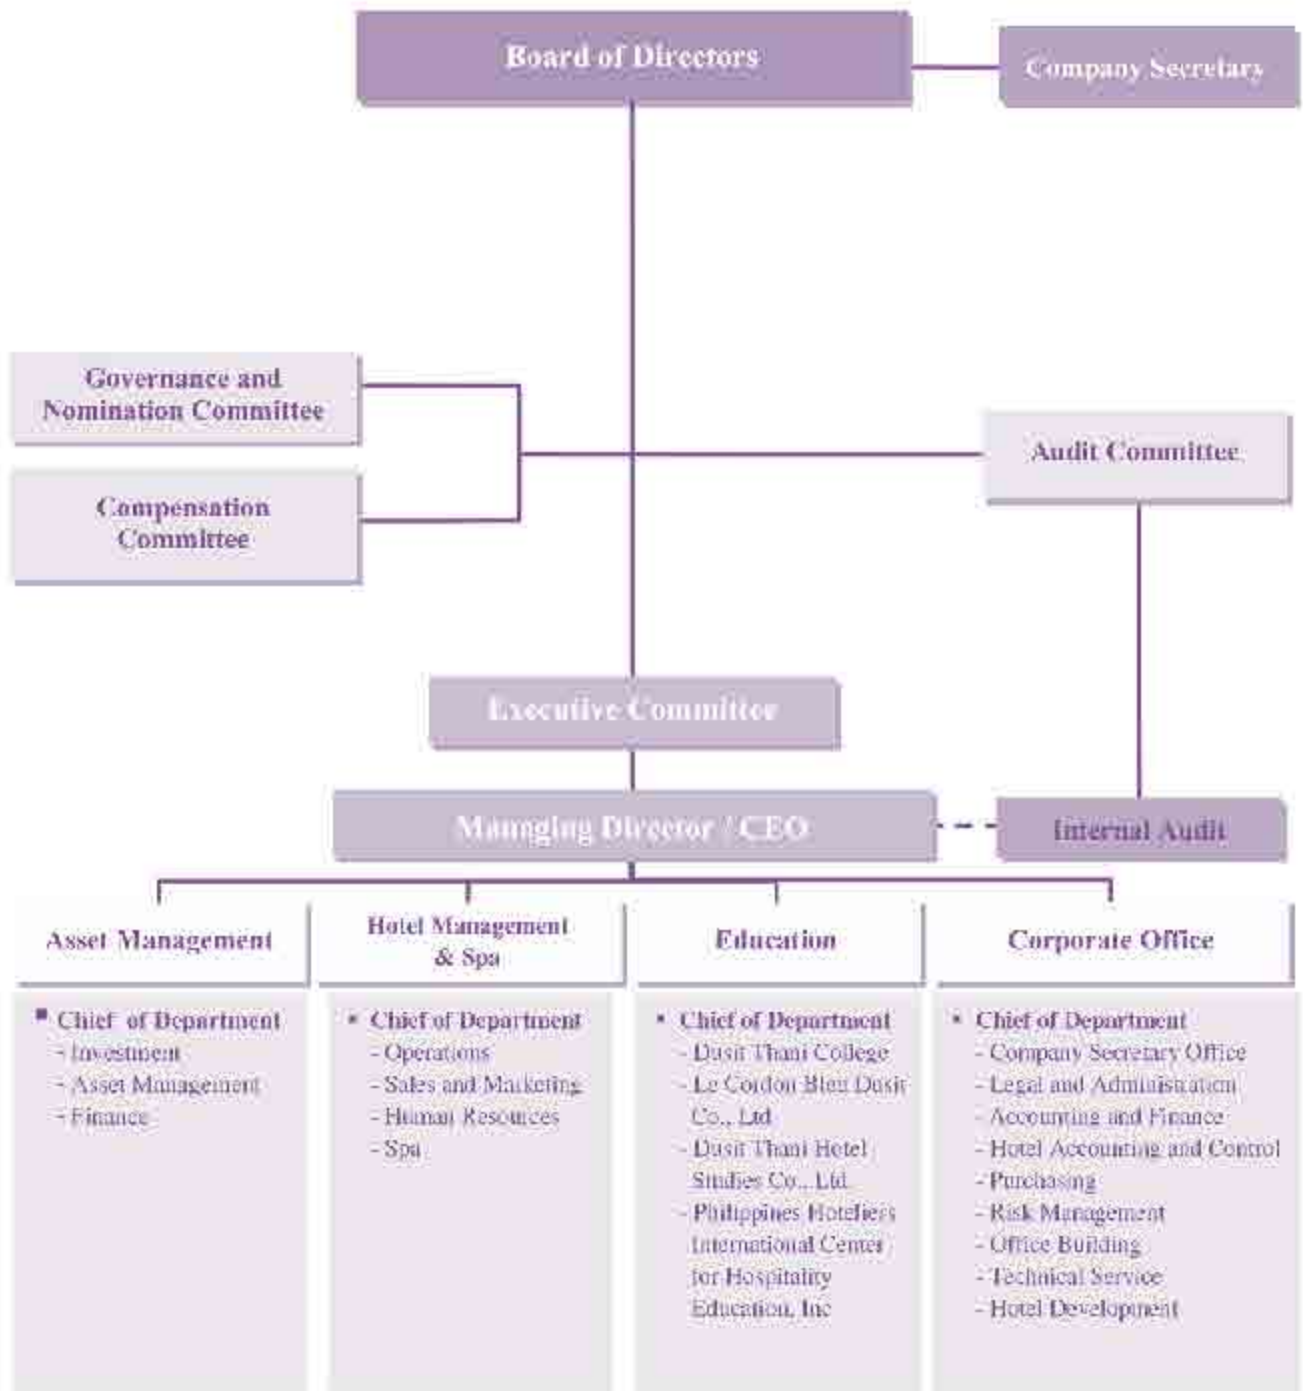 Board of Directors
Company Secretary
Governance and
Nomination Committee
Audit Committee
Compensation
Committee
Executive Committee
Managing Director / CEO
Internal Audit
Asset Management
Hotel Management
& Spa
Education
Corporate Office
▪ Chief of Department
- Investment
- Asset Management
- Finance
▪ Chief of Department
- Operations
- Sales and Marketing
- Human Resources
- Spa
▪ Chief of Department
- Dusit Thani College
- Le Cordon Bleu Dusit
Co., Ltd
- Dusit Thani Hotel
Studies Co., Ltd.
- Philippines Hoteliers
International Center
for Hospitality
Education, Inc
▪ Chief of Department
- Company Secretary Office
- Legal and Administration
- Accounting and Finance
- Hotel Accounting and Control
- Purchasing
- Risk Management
- Office Building
- Technical Service
- Hotel Development